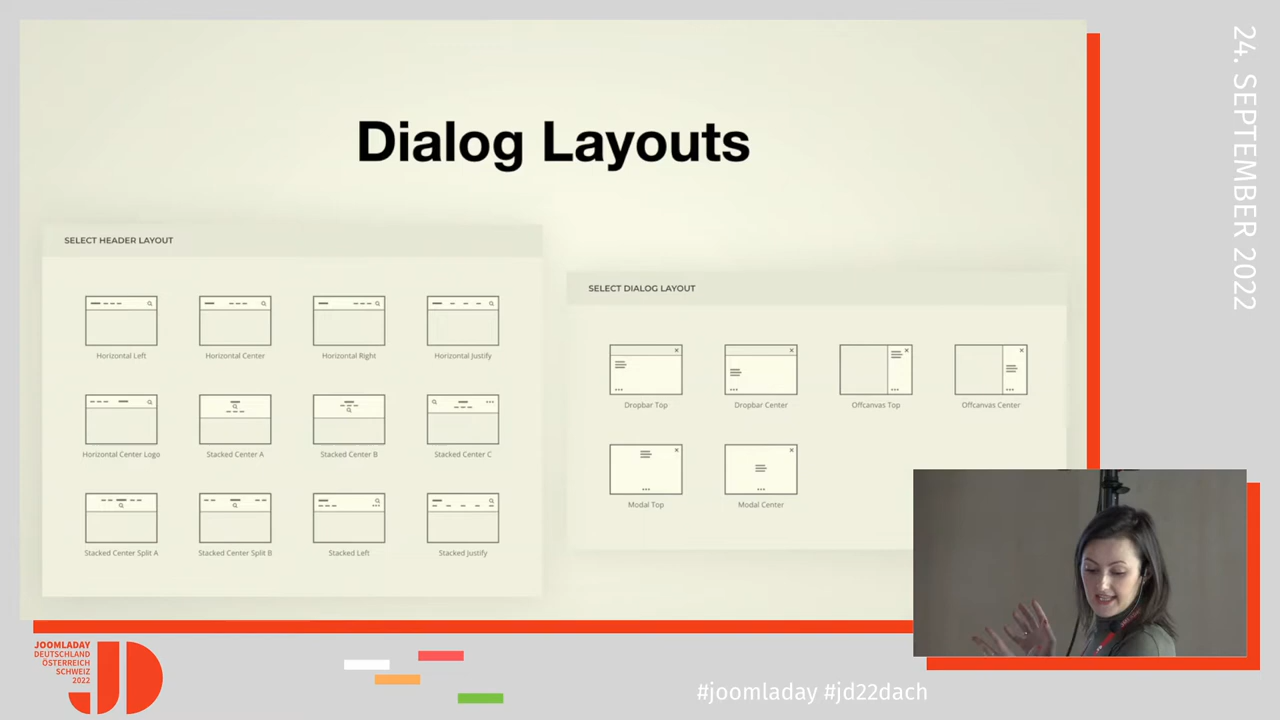 Dialog Layouts
SELECT HEADER LAYOUT
Horizontal Left
Horizontal Center
Horizontal Right
Horizontal Justify
Horizontal Center Logo
Stacked Center A
Stacked Center B
Stacked Center C
Stacked Center Split A
Stacked Center Split B
Stacked Left
Stacked Justify
SELECT DIALOG LAYOUT
Dropbar Top
Dropbar Center
Offcanvas Top
Offcanvas Center
Modal Top
Modal Center
24. SEPTEMBER 2022
JOOMLADAY
DEUTSCHLAND
ÖSTERREICH
SCHWEIZ
2022
JD
#joomladay #jd22dach